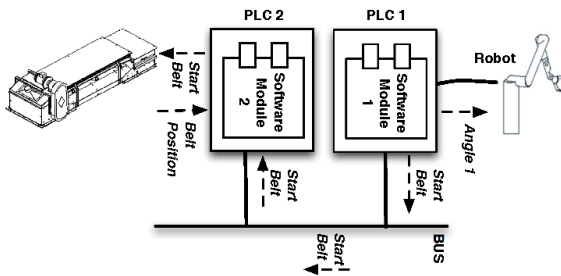 PLC 2
PLC 1
Robot
Start
Belt
Belt
Position
Software
Module
2
Software
Module
1
Angle 1
Start
Belt
Start
Belt
Start
Belt
BUS